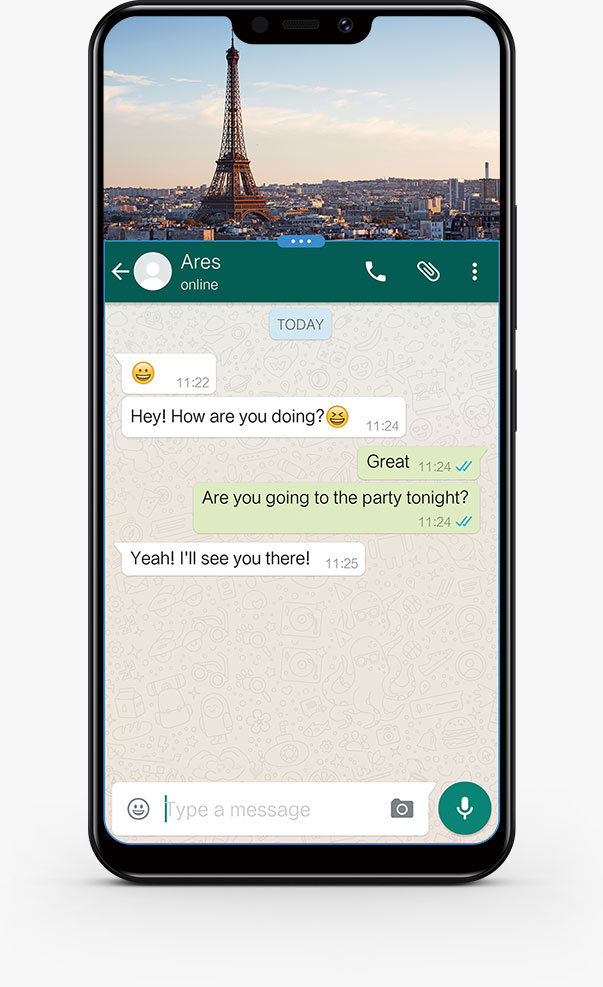 Ares
online
TODAY
😀 11:22
Hey! How are you doing?😆 11:24
Great 11:24
Are you going to the party tonight?
11:24
Yeah! I'll see you there! 11:25
Type a message